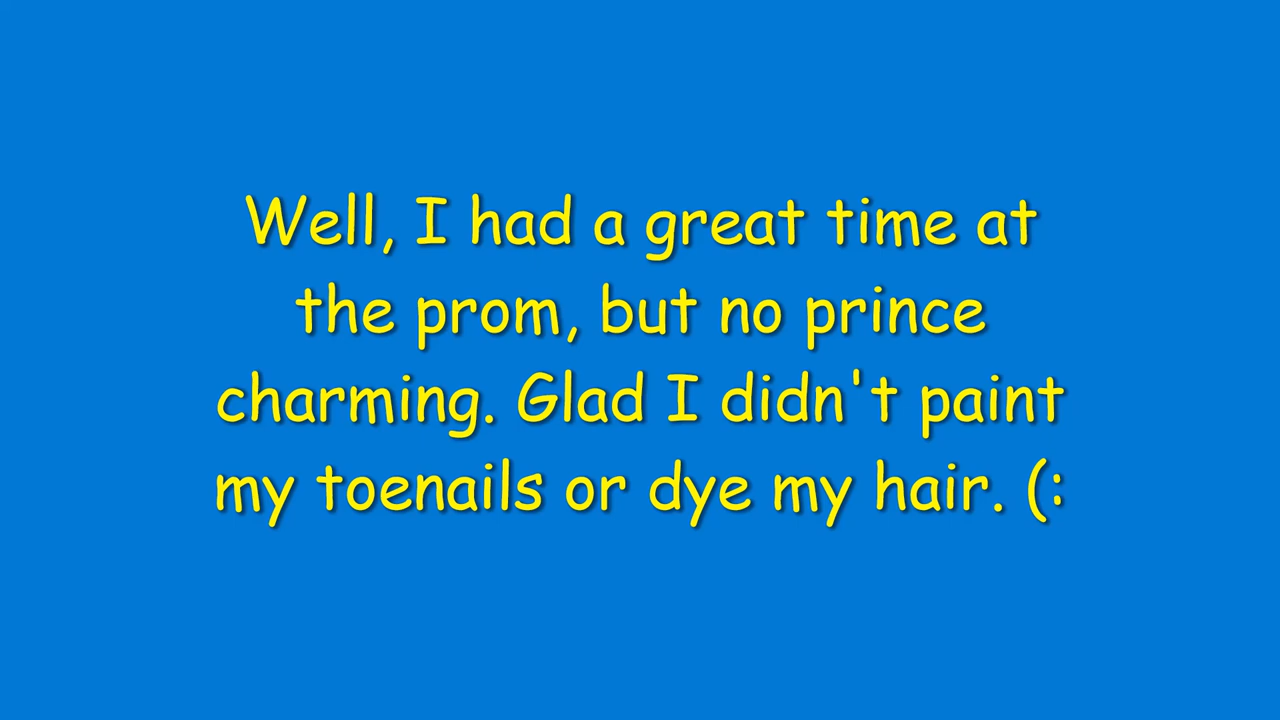 Well, I had a great time at
the prom, but no prince
charming. Glad I didn't paint
my toenails or dye my hair. (: